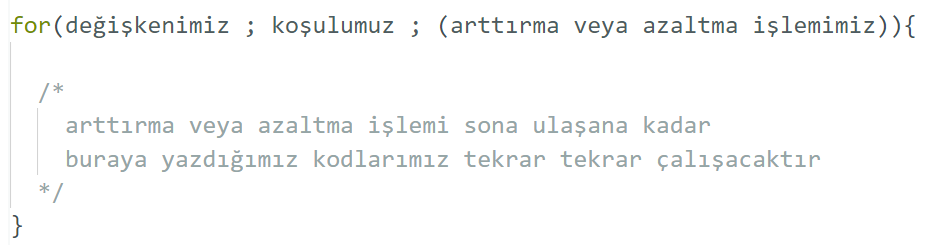 for(değişkenimiz ; koşulumuz ; (arttırma veya azaltma işlemimiz)){
/*
arttırma veya azaltma işlemi sona ulaşana kadar
buraya yazdığımız kodlarımız tekrar tekrar çalışacaktır
*/
}